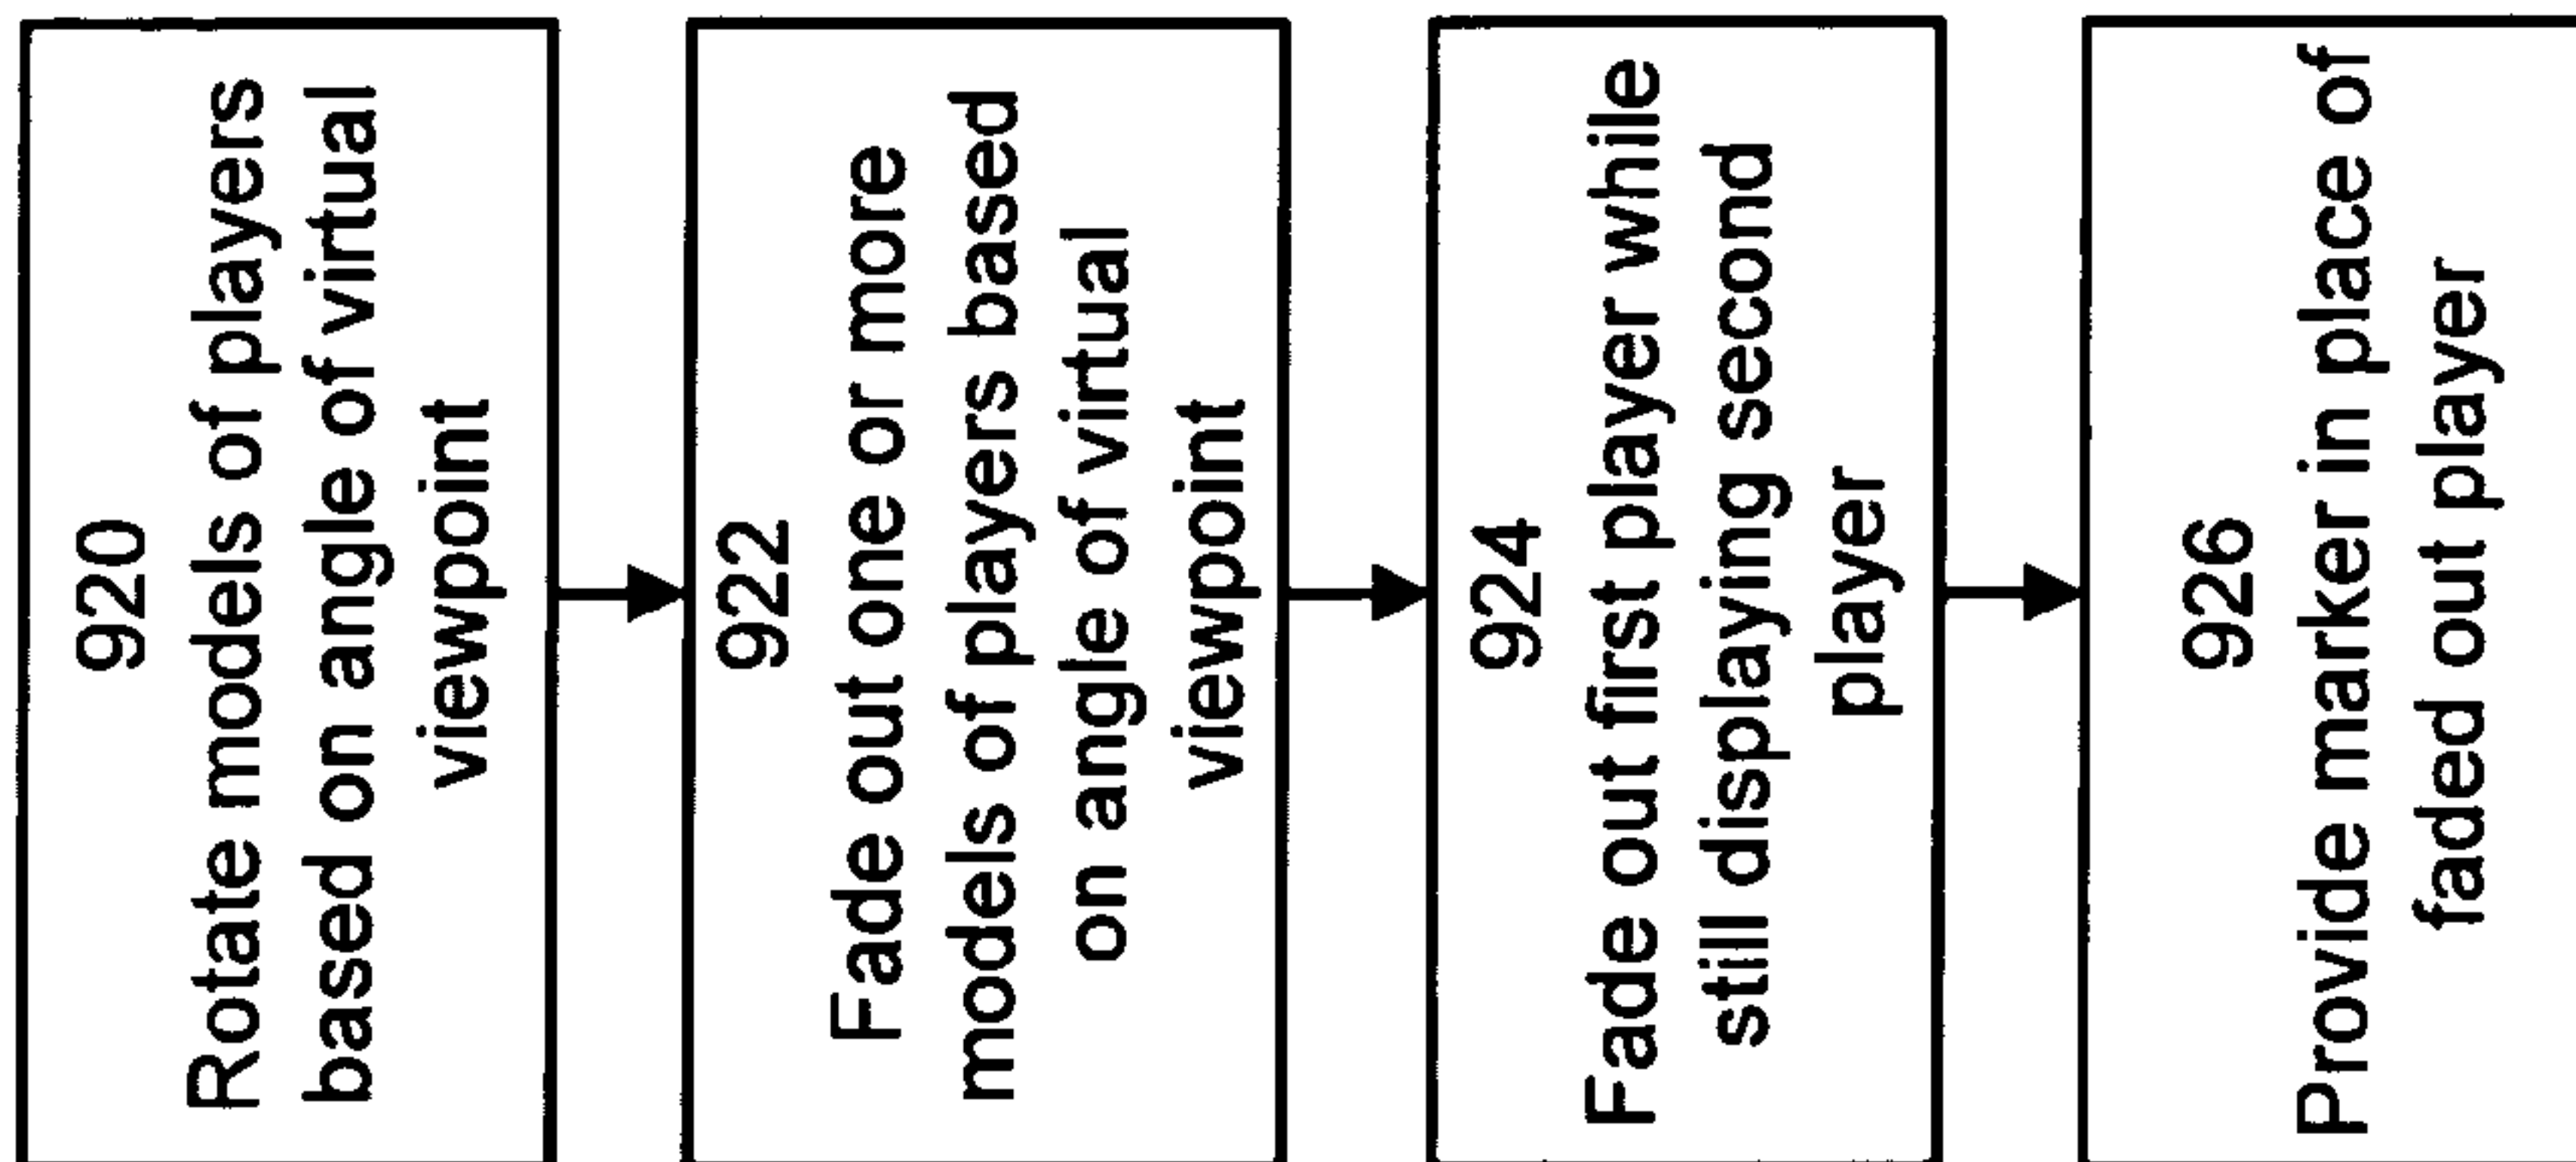 920
Rotate models of players
based on angle of virtual
viewpoint
922
Fade out one or more
models of players based
on angle of virtual
viewpoint
924
Fade out first player while
still displaying second
player
926
Provide marker in place of
faded out player